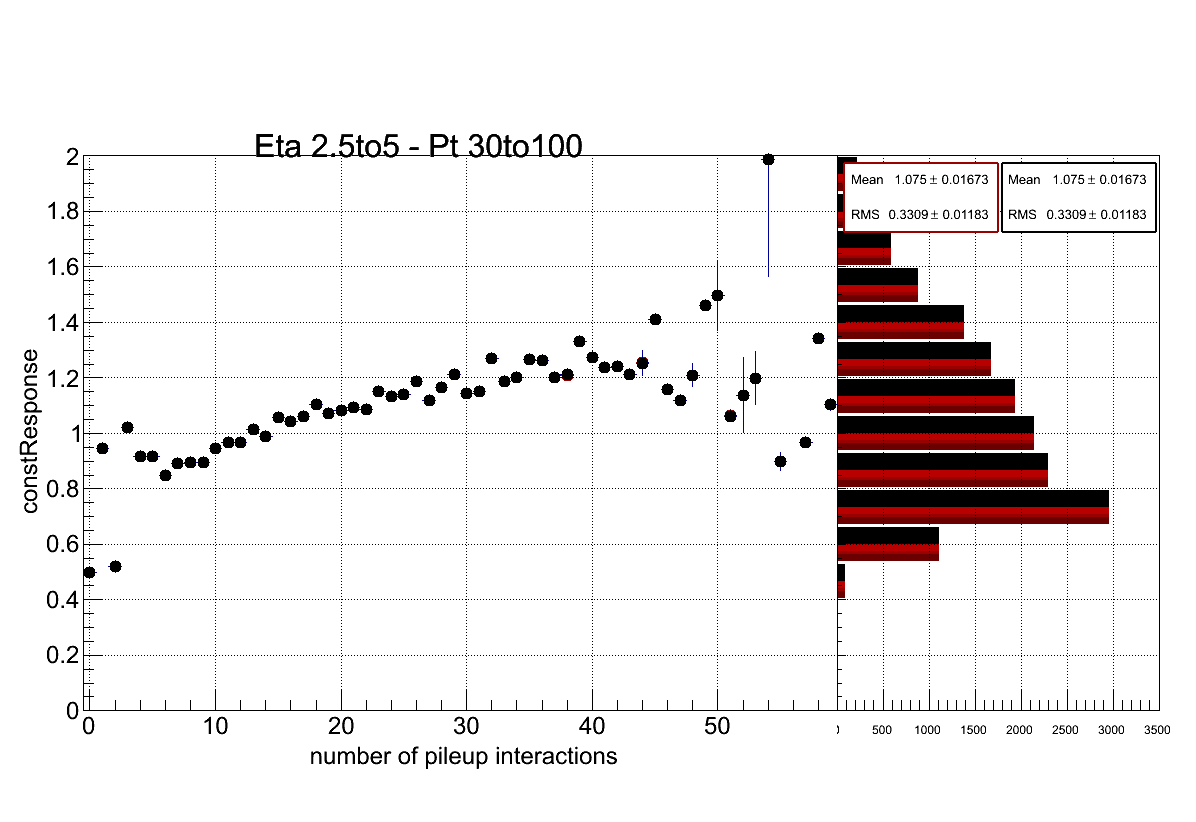 Eta 2.5to5 - Pt 30to100
2
1.8
1.6
1.4
1.2
1
0.8
0.6
0.4
0.2
0
constResponse
0 10 20 30 40 50
number of pileup interactions
Mean 1.075 ± 0.01673
RMS 0.3309 ± 0.01183
Mean 1.075 ± 0.01673
RMS 0.3309 ± 0.01183
500 1000 1500 2000 2500 3000 3500